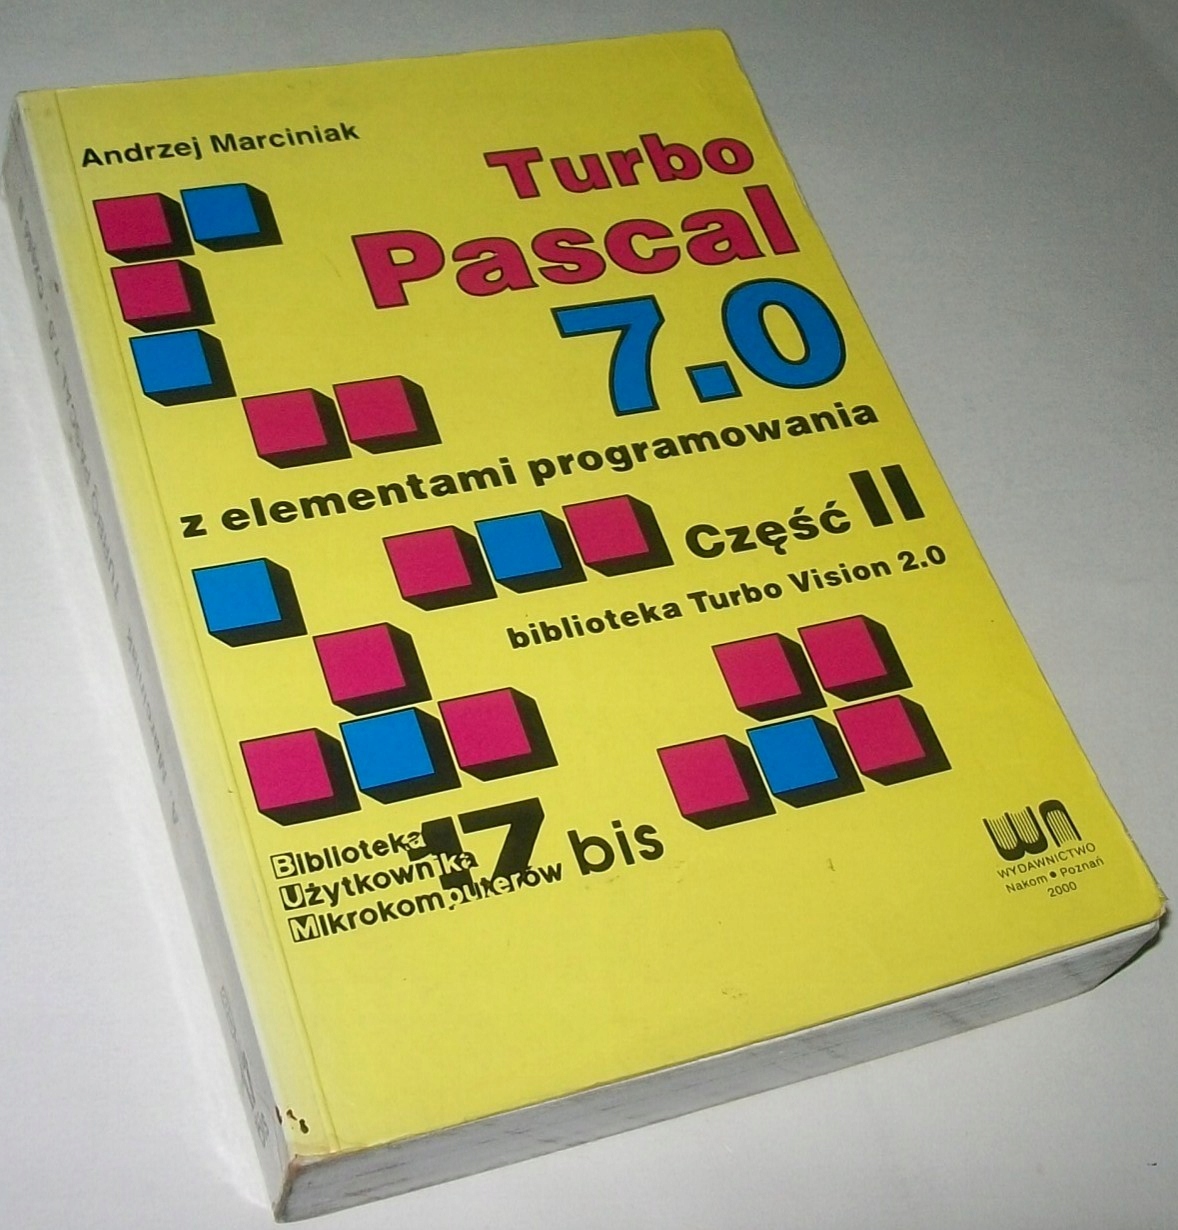 Andrzej Marciniak
Turbo
Pascal
7.0
z elementami programowania
Część II
biblioteka Turbo Vision 2.0
Biblioteka
Użytkownika
Mikrokomputerów
17 bis
WN
WYDAWNICTWO
Nakom • Poznań
2000